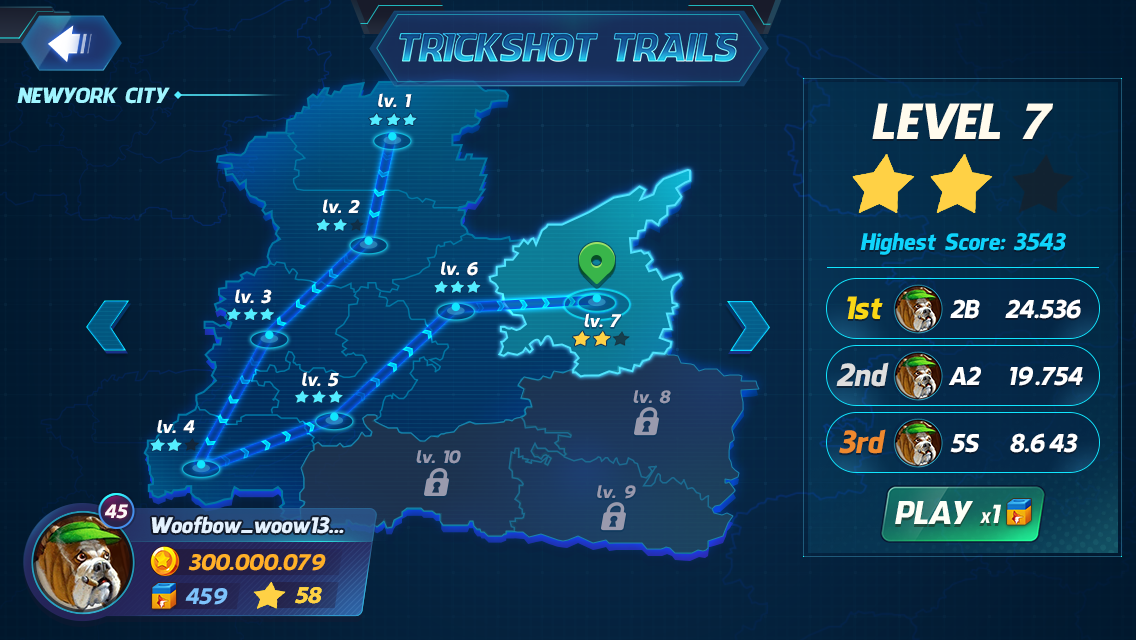 TRICKSHOT TRAILS
NEWYORK CITY
lv. 1
lv. 2
lv. 3
lv. 4
lv. 5
lv. 6
lv. 7
lv. 8
lv. 9
lv. 10
LEVEL 7
Highest Score: 3543
1st 2B 24.536
2nd A2 19.754
3rd 5S 8.643
PLAY x1
45
Woofbow_woow13...
300.000.079
459 58